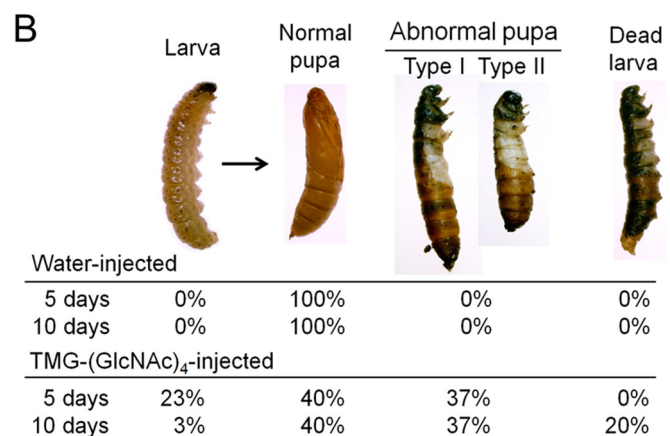 B
Larva
Normal pupa
Abnormal pupa
Type I Type II
Dead larva
Water-injected
5 days 0% 100% 0% 0%
10 days 0% 100% 0% 0%
TMG-(GlcNAc)₄-injected
5 days 23% 40% 37% 0%
10 days 3% 40% 37% 20%